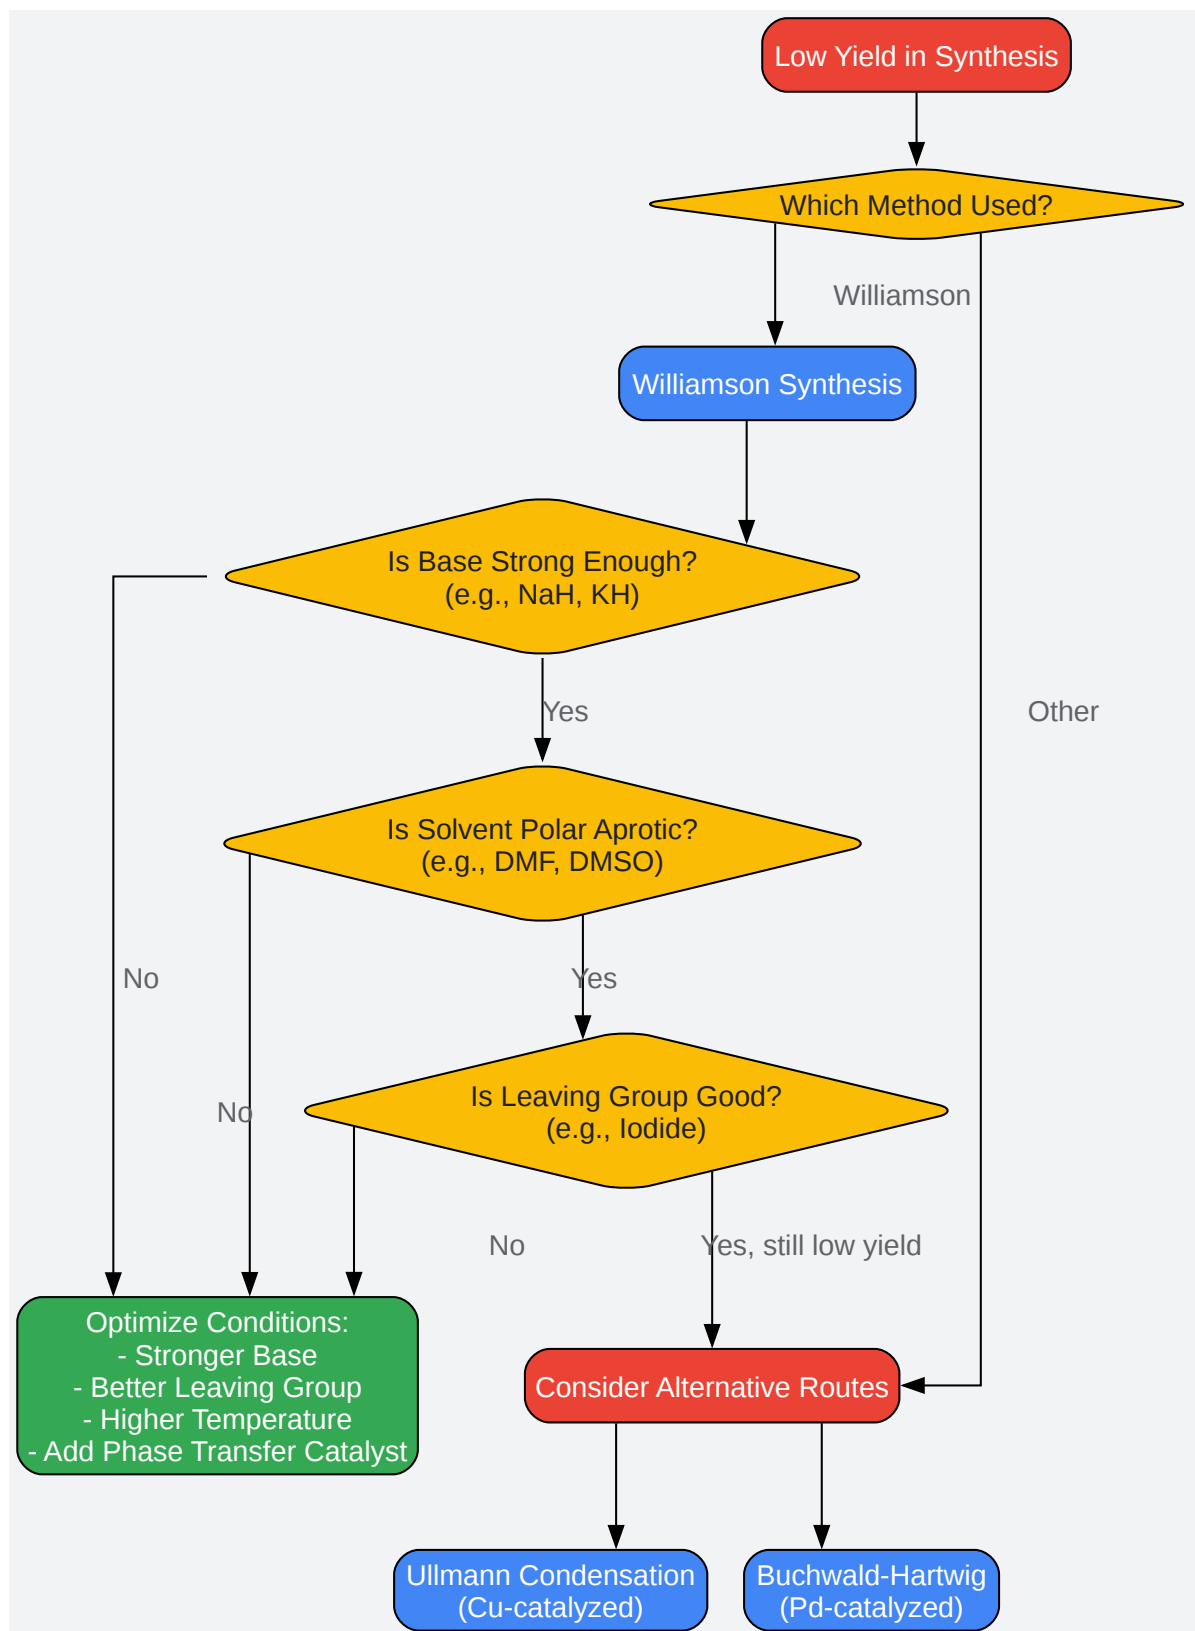 Low Yield in Synthesis
Which Method Used?
Williamson
Williamson Synthesis
Is Base Strong Enough?
(e.g., NaH, KH)
Yes
Other
Is Solvent Polar Aprotic?
(e.g., DMF, DMSO)
No
Yes
Is Leaving Group Good?
(e.g., Iodide)
No
No
Yes, still low yield
Optimize Conditions:
- Stronger Base
- Better Leaving Group
- Higher Temperature
- Add Phase Transfer Catalyst
Consider Alternative Routes
Ullmann Condensation
(Cu-catalyzed)
Buchwald-Hartwig
(Pd-catalyzed)